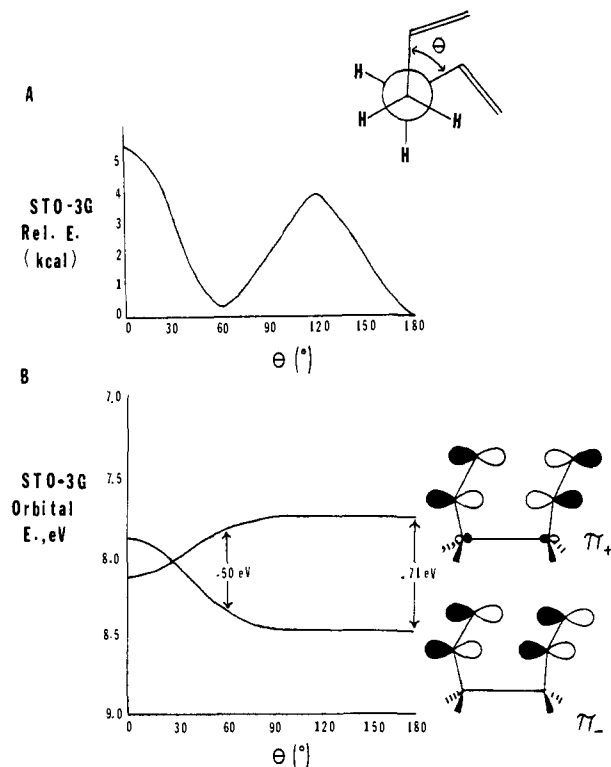 Θ
H
A
H
H
H
STO-3G
Rel. E.
(kcal)
5
4
3
2
1
0
0 30 60 90 120 150 180
Θ (°)
B
STO-3G
Orbital
E.,eV
7.0
7.5
8.0
8.5
9.0
.50 eV
.71 eV
π+
π-
0 30 60 90 120 150 180
Θ (°)